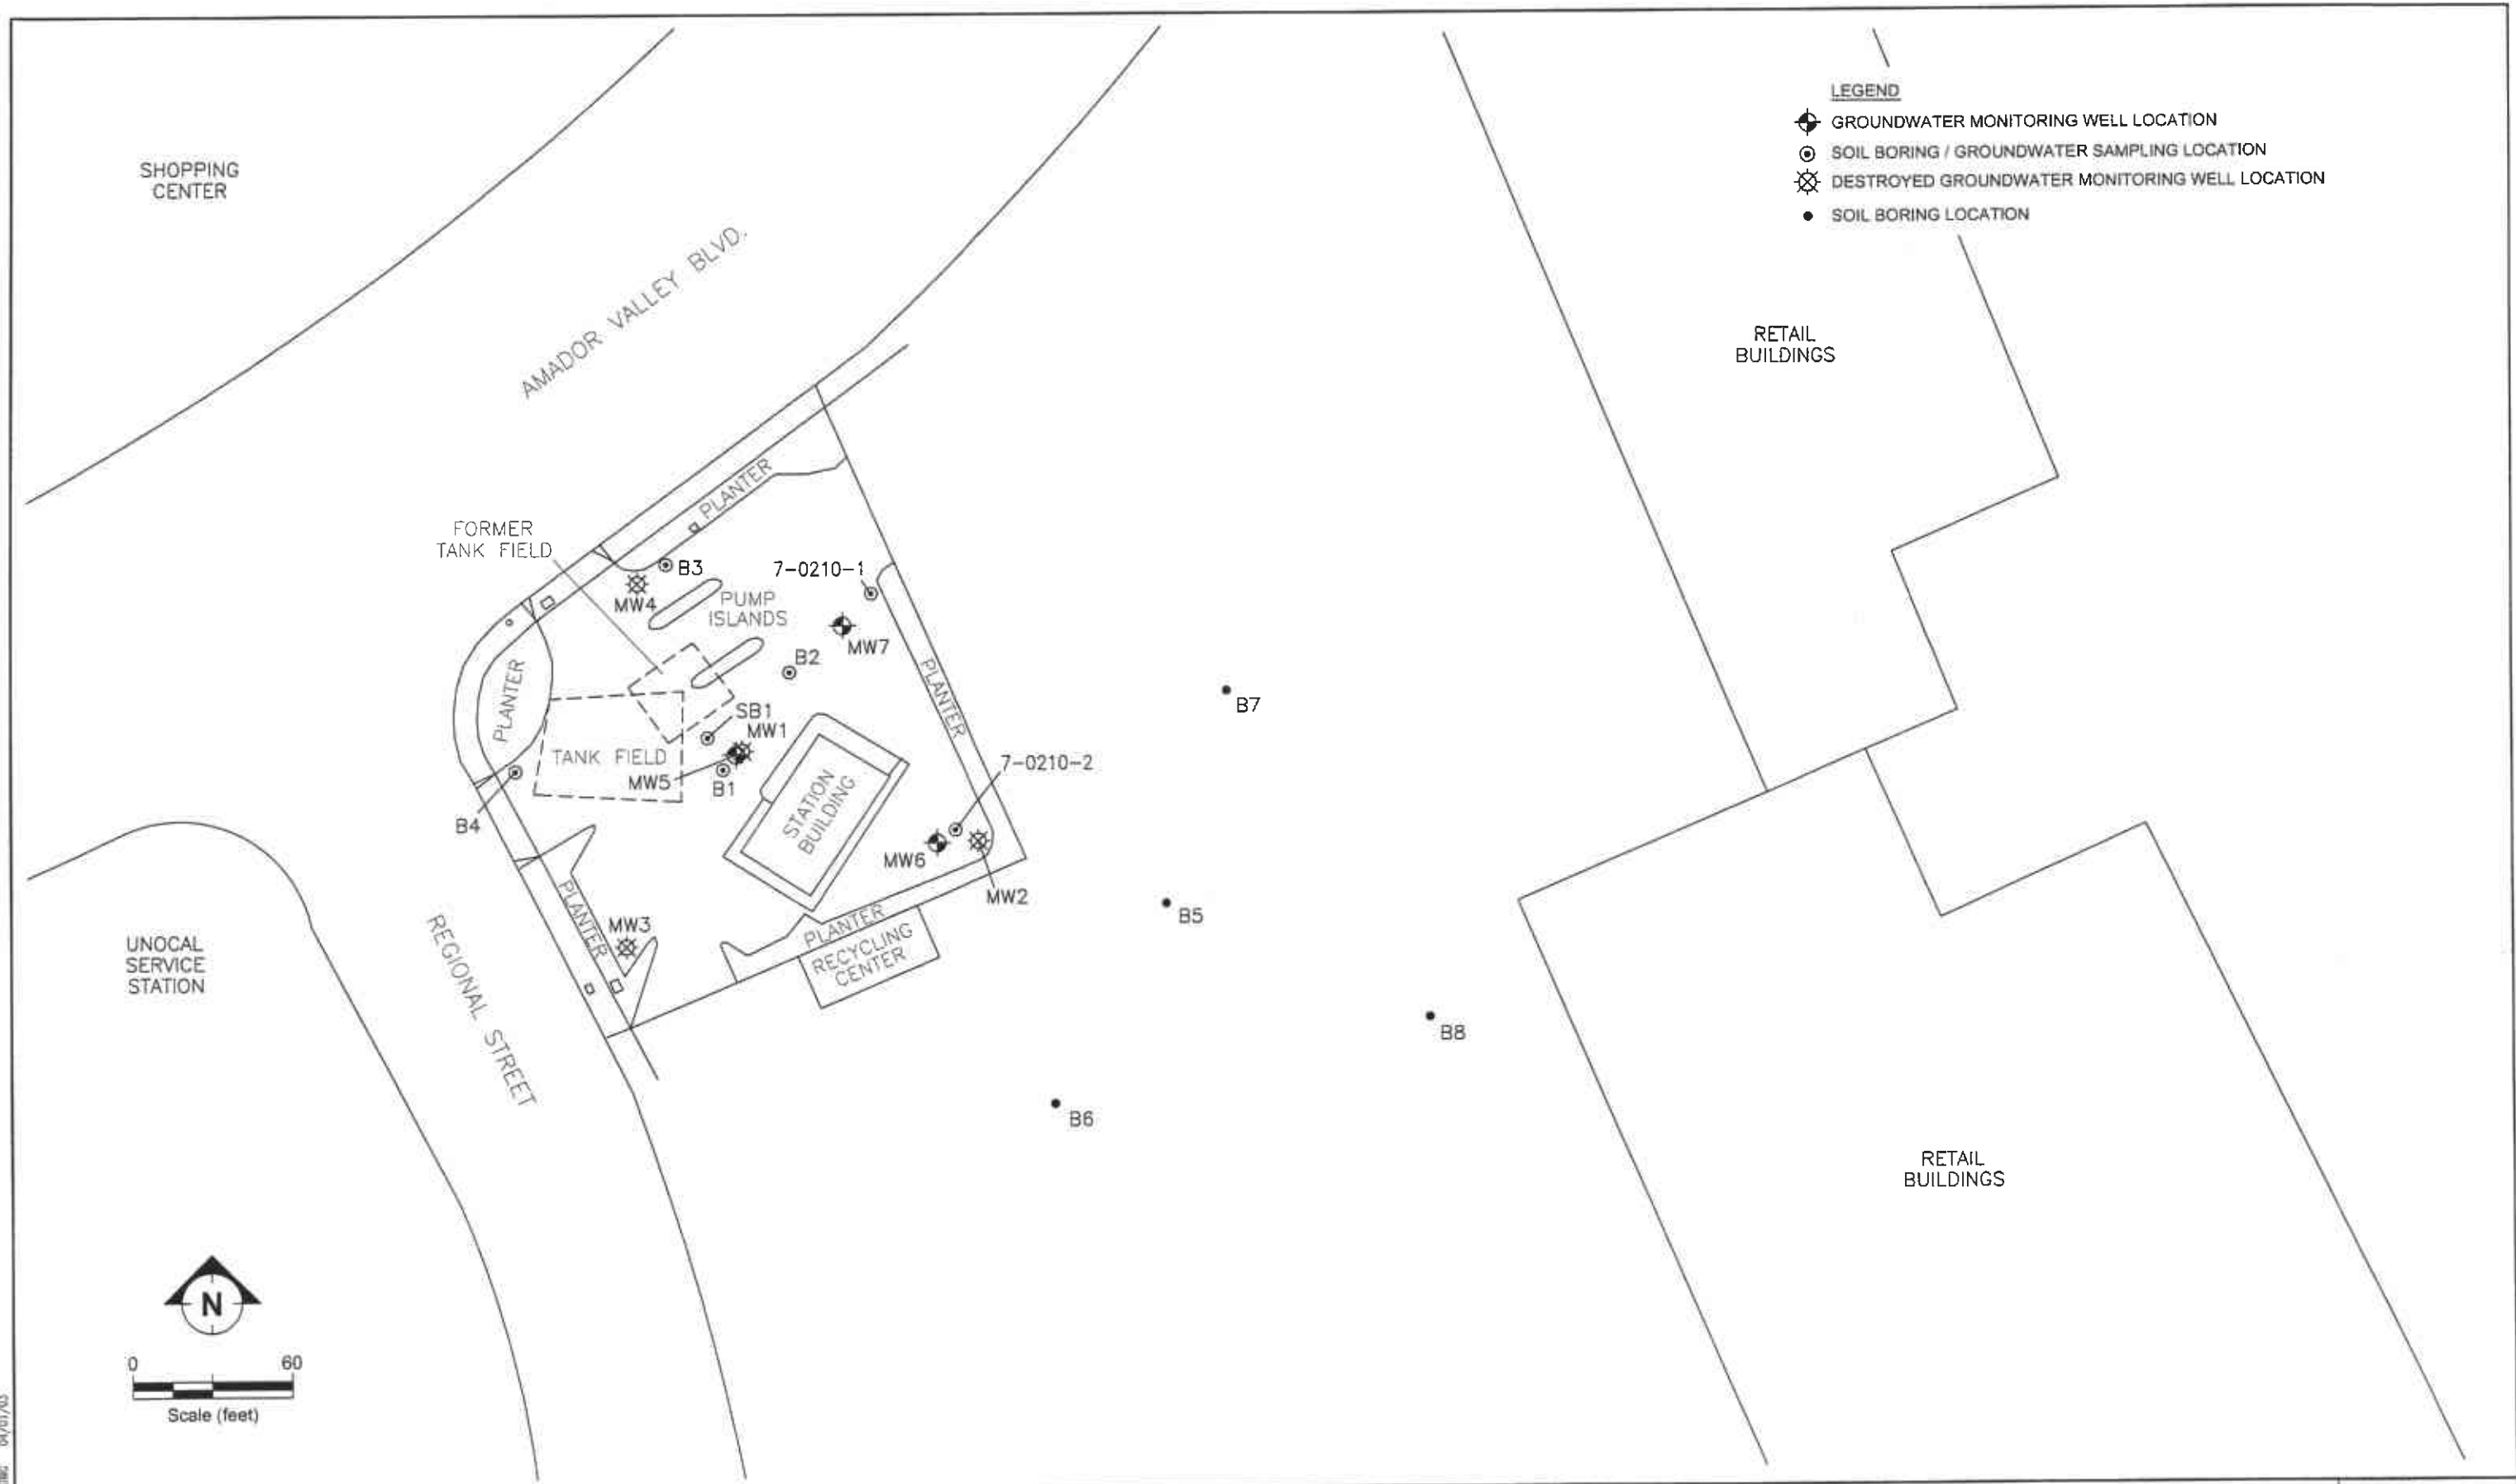 LEGEND
GROUNDWATER MONITORING WELL LOCATION
SOIL BORING / GROUNDWATER SAMPLING LOCATION
DESTROYED GROUNDWATER MONITORING WELL LOCATION
SOIL BORING LOCATION
SHOPPING
CENTER
AMADOR VALLEY BLVD.
RETAIL
BUILDINGS
PLANTER
FORMER
TANK FIELD
B3
7-0210-1
MW4
PUMP
ISLANDS
MW7
B2
PLANTER
PLANTER
B7
SB1
MW1
TANK FIELD
MW5
B1
7-0210-2
STATION
BUILDING
B4
MW6
MW2
PLANTER
B5
MW3
PLANTER
RECYCLING
CENTER
UNOCAL
SERVICE
STATION
REGIONAL STREET
B8
B6
RETAIL
BUILDINGS
N
0 60
Scale (feet)
04/01/03